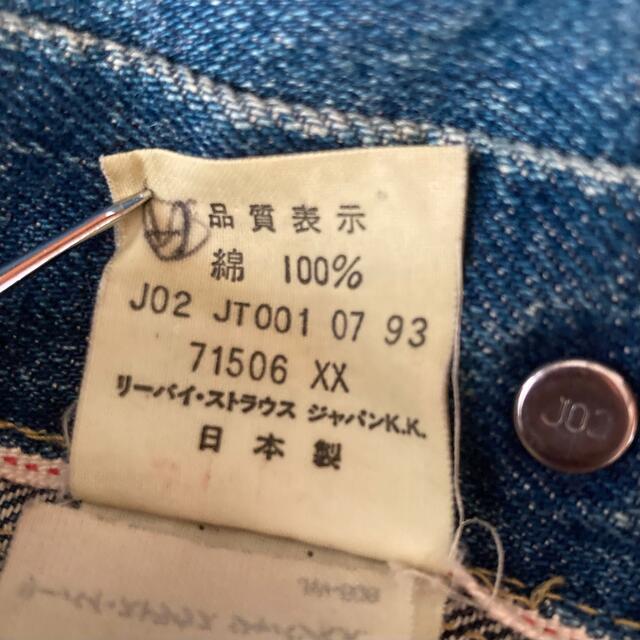 品質表示
綿 100%
J02 JT001 07 93
71506 XX
リーバイ・ストラウス ジャパンK.K.
日本製
J02